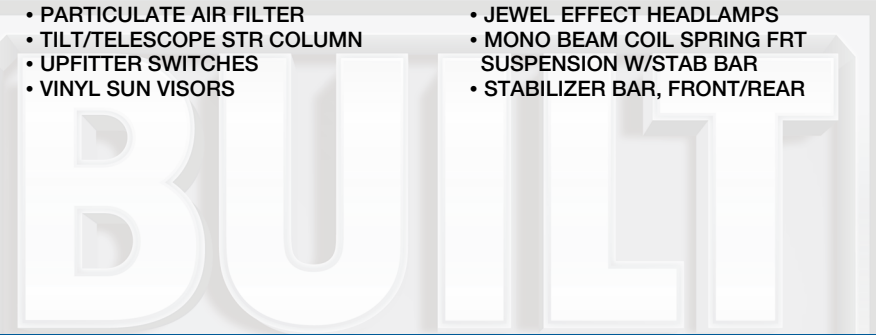 • PARTICULATE AIR FILTER
• TILT/TELESCOPE STR COLUMN
• UPFITTER SWITCHES
• VINYL SUN VISORS
• JEWEL EFFECT HEADLAMPS
• MONO BEAM COIL SPRING FRT
SUSPENSION W/STAB BAR
• STABILIZER BAR, FRONT/REAR
BUILT